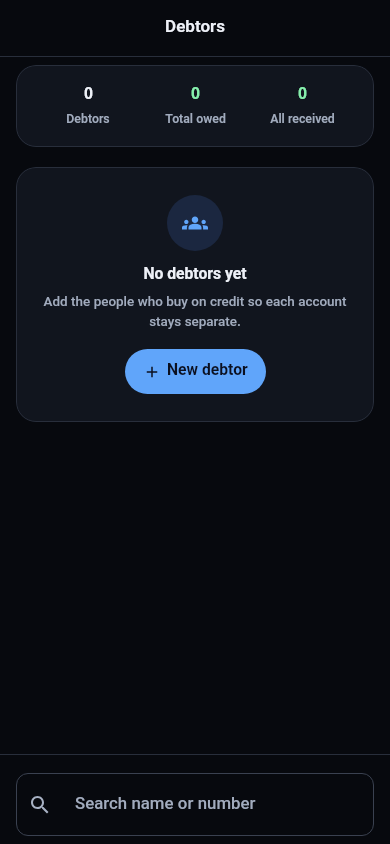 Debtors
0 0 0
Debtors Total owed All received
No debtors yet
Add the people who buy on credit so each account
stays separate.
+ New debtor
Search name or number